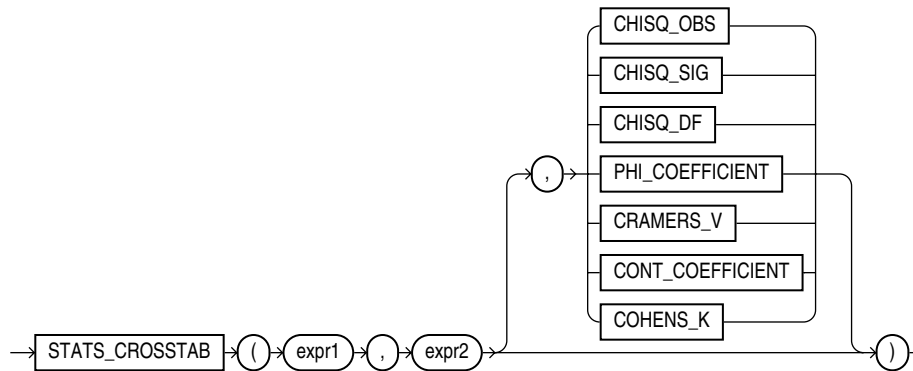 CHISQ_OBS
CHISQ_SIG
CHISQ_DF
, PHI_COEFFICIENT
CRAMERS_V
CONT_COEFFICIENT
COHENS_K
STATS_CROSSTAB ( expr1 , expr2 )